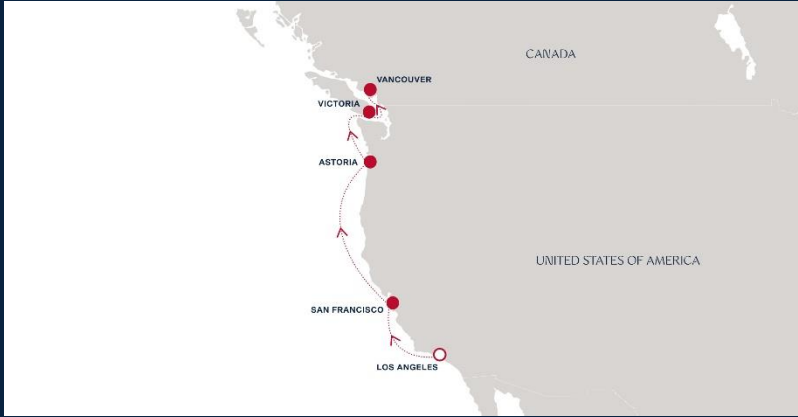 CANADA
VANCOUVER
VICTORIA
ASTORIA
UNITED STATES OF AMERICA
SAN FRANCISCO
LOS ANGELES